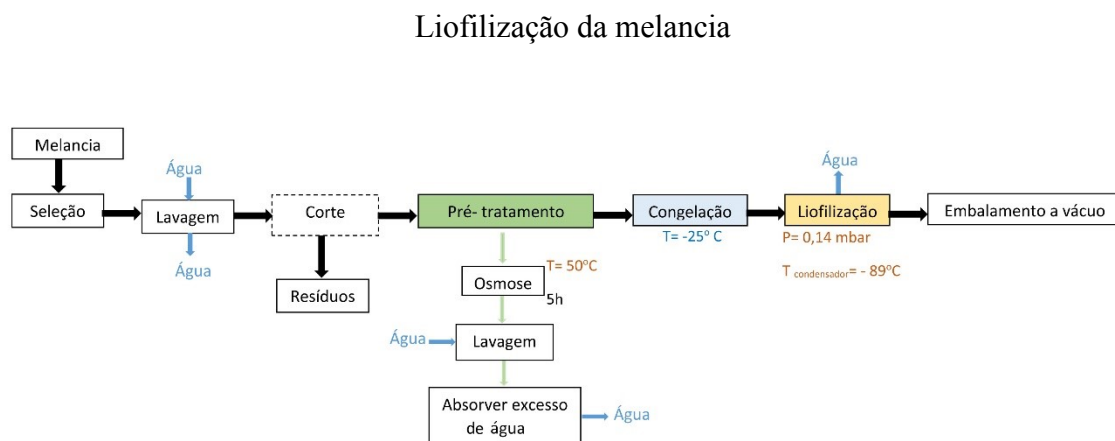 Liofilização da melancia
Melancia
Seleção
Água
Lavagem
Água
Corte
Resíduos
Pré- tratamento
T= 50ºC
Osmose
5h
Água
Lavagem
Absorver excesso
de água
Água
Congelação
T= -25º C
Água
Liofilização
P= 0,14 mbar
T condensador= - 89ºC
Embalamento a vácuo